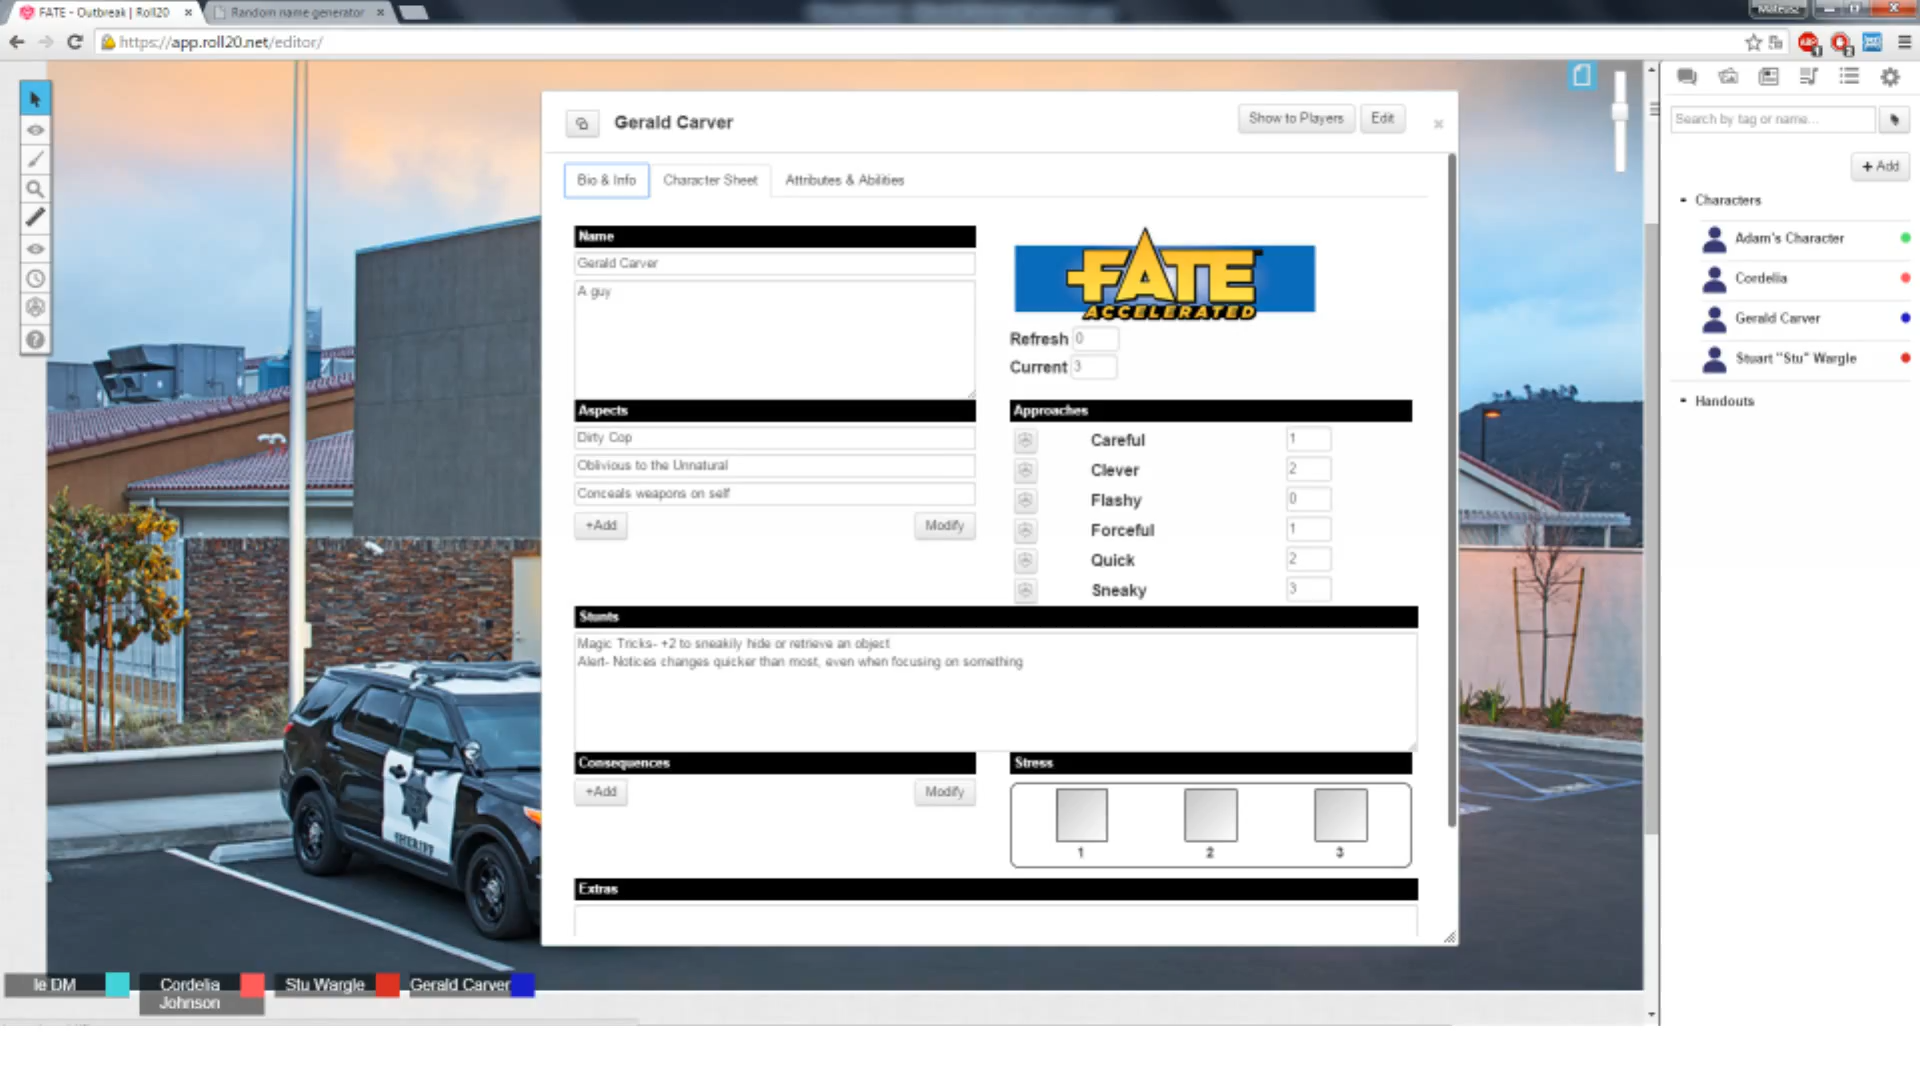 FATE - Outbreak | Roll20
Random name generator
Mateusz
https://app.roll20.net/editor/
Gerald Carver
Show to Players
Edit
Bio & Info
Character Sheet
Attributes & Abilities
Name
Gerald Carver
A guy
FATE
ACCELERATED
Refresh 0
Current 3
Aspects
Dirty Cop
Oblivious to the Unnatural
Conceals weapons on self
+Add
Modify
Approaches
Careful 1
Clever 2
Flashy 0
Forceful 1
Quick 2
Sneaky 3
Stunts
Magic Tricks- +2 to sneakily hide or retrieve an object
Alert- Notices changes quicker than most, even when focusing on something
Consequences
+Add
Modify
Stress
1 2 3
Extras
Search by tag or name...
+ Add
Characters
Adam's Character
Cordelia
Gerald Carver
Stuart "Stu" Wargle
Handouts
SHERIFF
le DM
Cordelia
Johnson
Stu Wargle
Gerald Carver